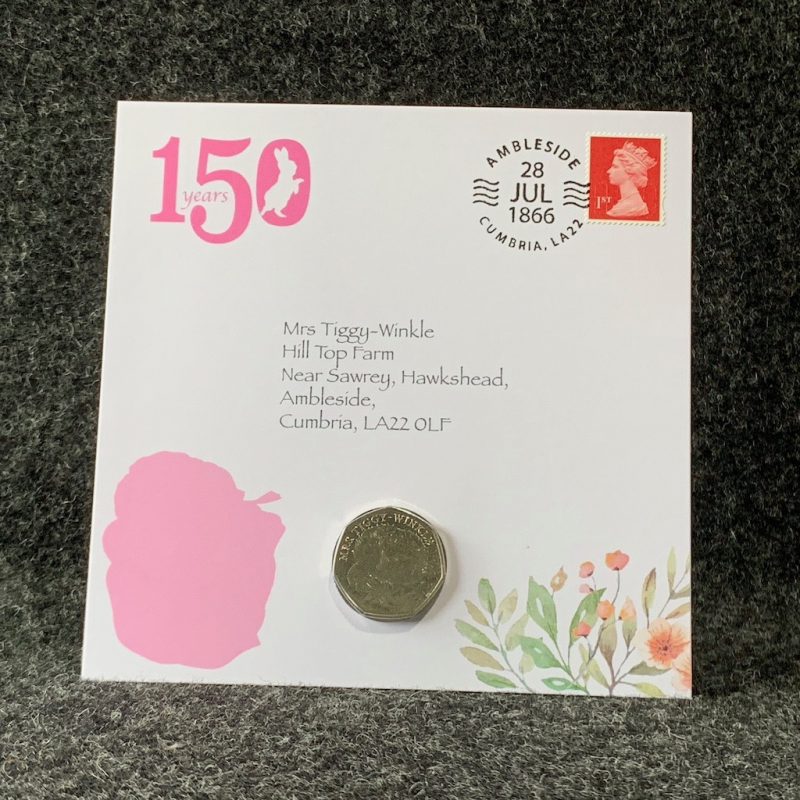 150
years
AMBLESIDE
28
JUL
1866
CUMBRIA, LA22
1ST
Mrs Tiggy-Winkle
Hill Top Farm
Near Sawrey, Hawkshead,
Ambleside,
Cumbria, LA22 0LF
MRS. TIGGY-WINKLE